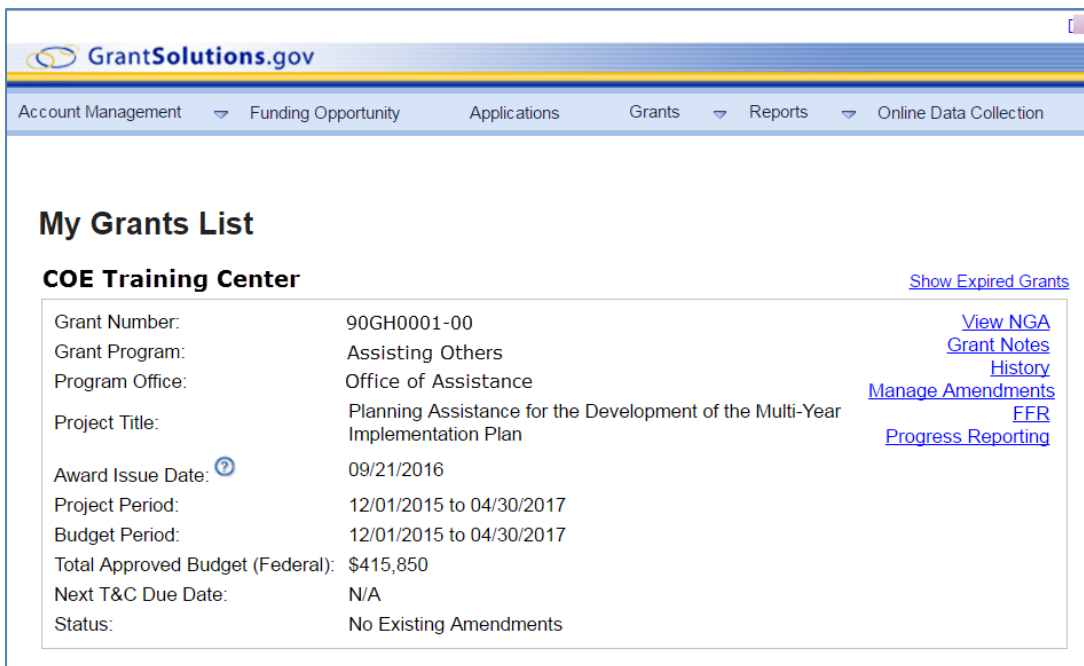 GrantSolutions.gov
Account Management Funding Opportunity Applications Grants Reports Online Data Collection
My Grants List
COE Training Center
Show Expired Grants
Grant Number: 90GH0001-00 View NGA
Grant Program: Assisting Others Grant Notes
Program Office: Office of Assistance History
Manage Amendments
Project Title: Planning Assistance for the Development of the Multi-Year
Implementation Plan
FFR
Progress Reporting
Award Issue Date: ? 09/21/2016
Project Period: 12/01/2015 to 04/30/2017
Budget Period: 12/01/2015 to 04/30/2017
Total Approved Budget (Federal): $415,850
Next T&C Due Date: N/A
Status: No Existing Amendments